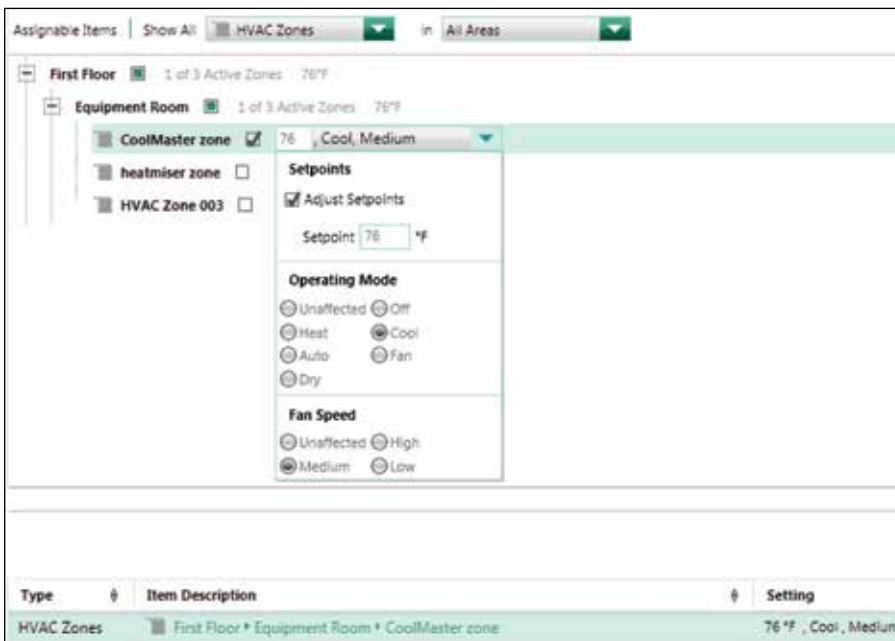 Assignable Items Show All HVAC Zones in All Areas
First Floor 1 of 3 Active Zones 76°F
Equipment Room 1 of 3 Active Zones 76°F
CoolMaster zone 76 , Cool, Medium
heatmiser zone
HVAC Zone 003
Setpoints
Adjust Setpoints
Setpoint 76 °F
Operating Mode
Unaffected Off
Heat Cool
Auto Fan
Dry
Fan Speed
Unaffected High
Medium Low
Type Item Description Setting
HVAC Zones First Floor Equipment Room CoolMaster zone 76 °F , Cool , Medium